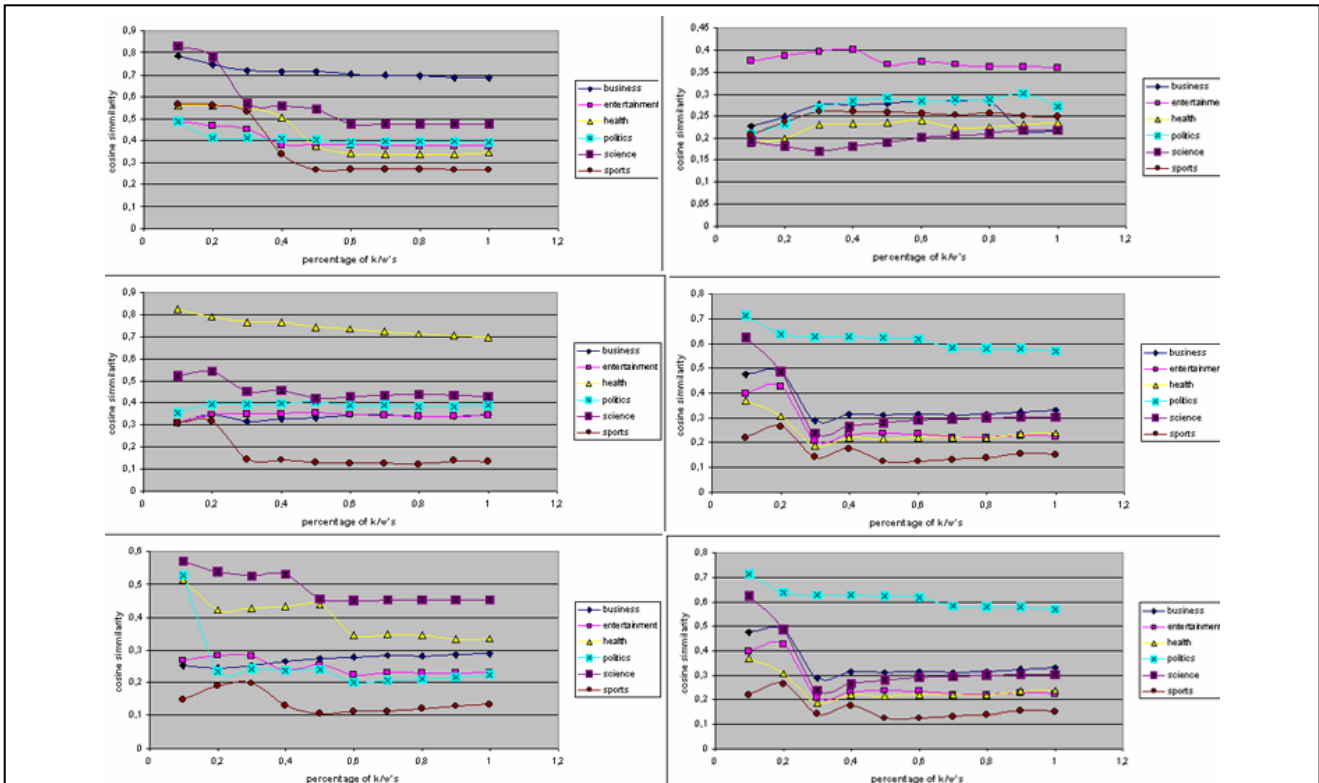 0,9
0,8
0,7
0,6
0,5
0,4
0,3
0,2
0,1
0
cosine simmilarity
0 0,2 0,4 0,6 0,8 1 1,2
percentage of k/w's
business
entertainment
health
politics
science
sports
0,45
0,4
0,35
0,3
0,25
0,2
0,15
0,1
0,05
0
cosine simmilarity
0 0,2 0,4 0,6 0,8 1 1,2
percentage of k/w's
business
entertainment
health
politics
science
sports
0,9
0,8
0,7
0,6
0,5
0,4
0,3
0,2
0,1
0
cosine simmilarity
0 0,2 0,4 0,6 0,8 1 1,2
percentage of k/w's
business
entertainment
health
politics
science
sports
0,8
0,7
0,6
0,5
0,4
0,3
0,2
0,1
0
cosine simmilarity
0 0,2 0,4 0,6 0,8 1 1,2
percentage of k/w's
business
entertainment
health
politics
science
sports
0,6
0,5
0,4
0,3
0,2
0,1
0
cosine simmilarity
0 0,2 0,4 0,6 0,8 1 1,2
percentage of k/w's
business
entertainment
health
politics
science
sports
0,8
0,7
0,6
0,5
0,4
0,3
0,2
0,1
0
cosine simmilarity
0 0,2 0,4 0,6 0,8 1 1,2
percentage of k/w's
business
entertainment
health
politics
science
sports